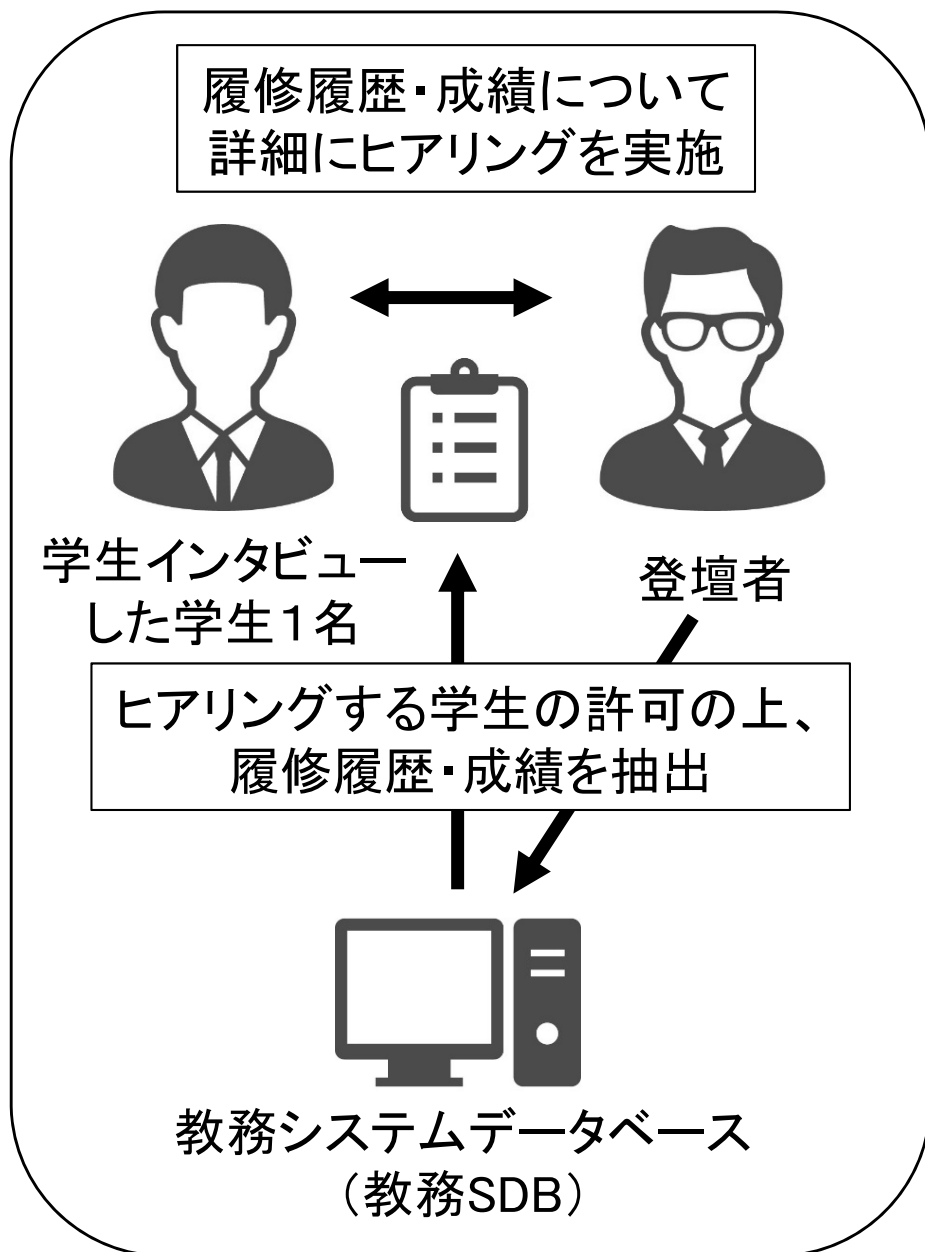 履修履歴・成績について
詳細にヒアリングを実施
学生インタビュー
した学生１名
登壇者
ヒアリングする学生の許可の上、
履修履歴・成績を抽出
教務システムデータベース
（教務SDB）